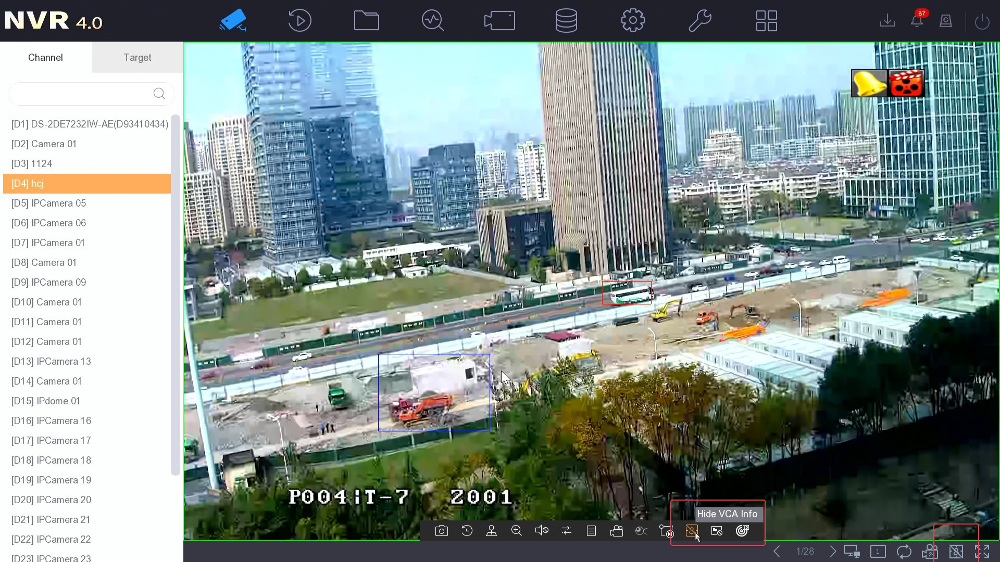 NVR 4.0
87
Channel
Target
[D1] DS-2DE7232IW-AE(D93410434)
[D2] Camera 01
[D3] 1124
[D4] hcj
[D5] IPCamera 05
[D6] IPCamera 06
[D7] IPCamera 01
[D8] Camera 01
[D9] IPCamera 09
[D10] Camera 01
[D11] Camera 01
[D12] Camera 01
[D13] IPCamera 13
[D14] Camera 01
[D15] IPdome 01
[D16] IPCamera 16
[D17] IPCamera 17
[D18] IPCamera 18
[D19] IPCamera 19
[D20] IPCamera 20
[D21] IPCamera 21
[D22] IPCamera 22
[D23] IPCamera 23
P004|T-7 Z001
Hide VCA Info
M
3D
1/28
1